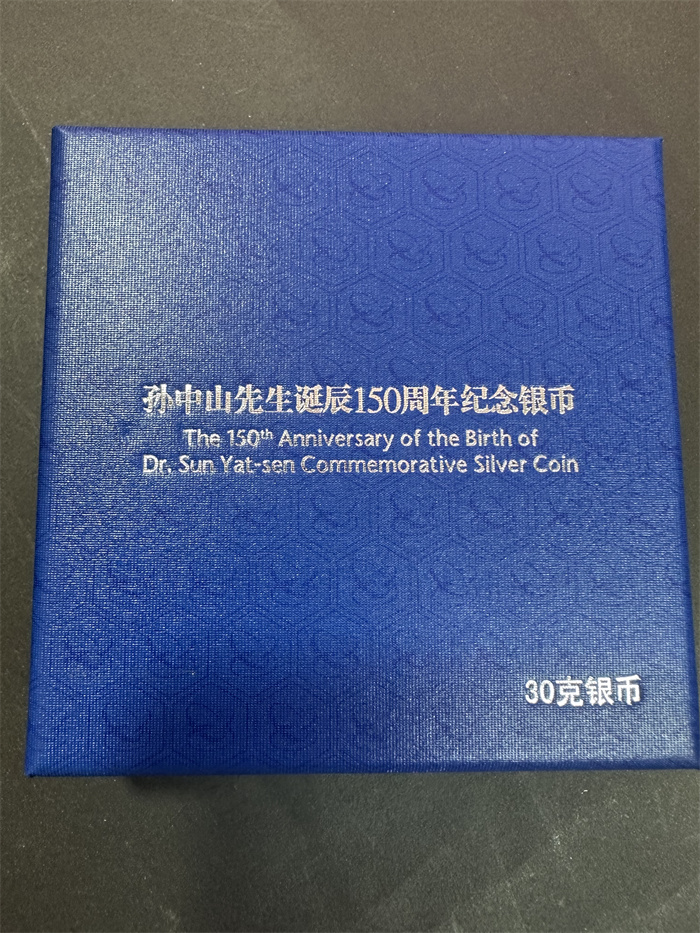 孙中山先生诞辰150周年纪念银币
The 150th Anniversary of the Birth of
Dr. Sun Yat-sen Commemorative Silver Coin
30克银币